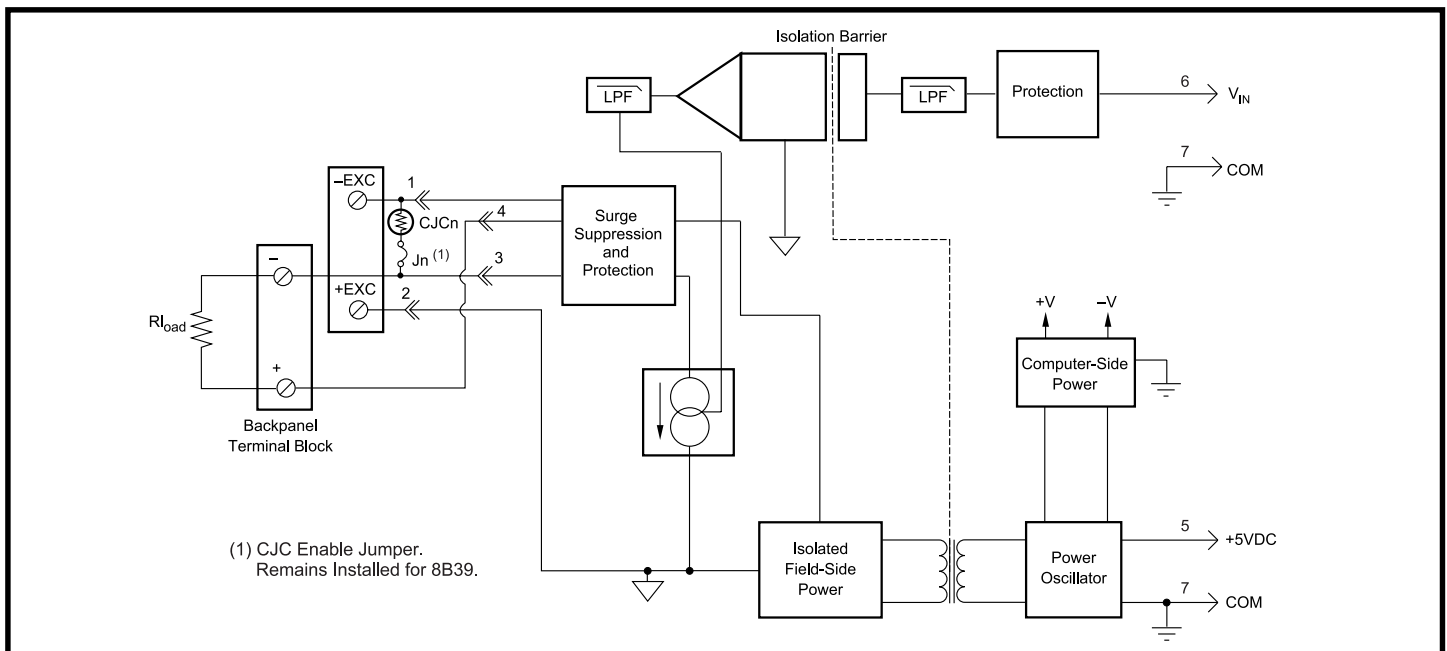 Isolation Barrier
LPF
LPF
Protection
6
V_IN
7
COM
–EXC
1
CJCn
4
Surge
Suppression
and
Protection
Jn (1)
3
–
+EXC
2
RI_oad
+
Backpanel
Terminal Block
+V
–V
Computer-Side
Power
(1) CJC Enable Jumper.
Remains Installed for 8B39.
Isolated
Field-Side
Power
Power
Oscillator
5
+5VDC
7
COM